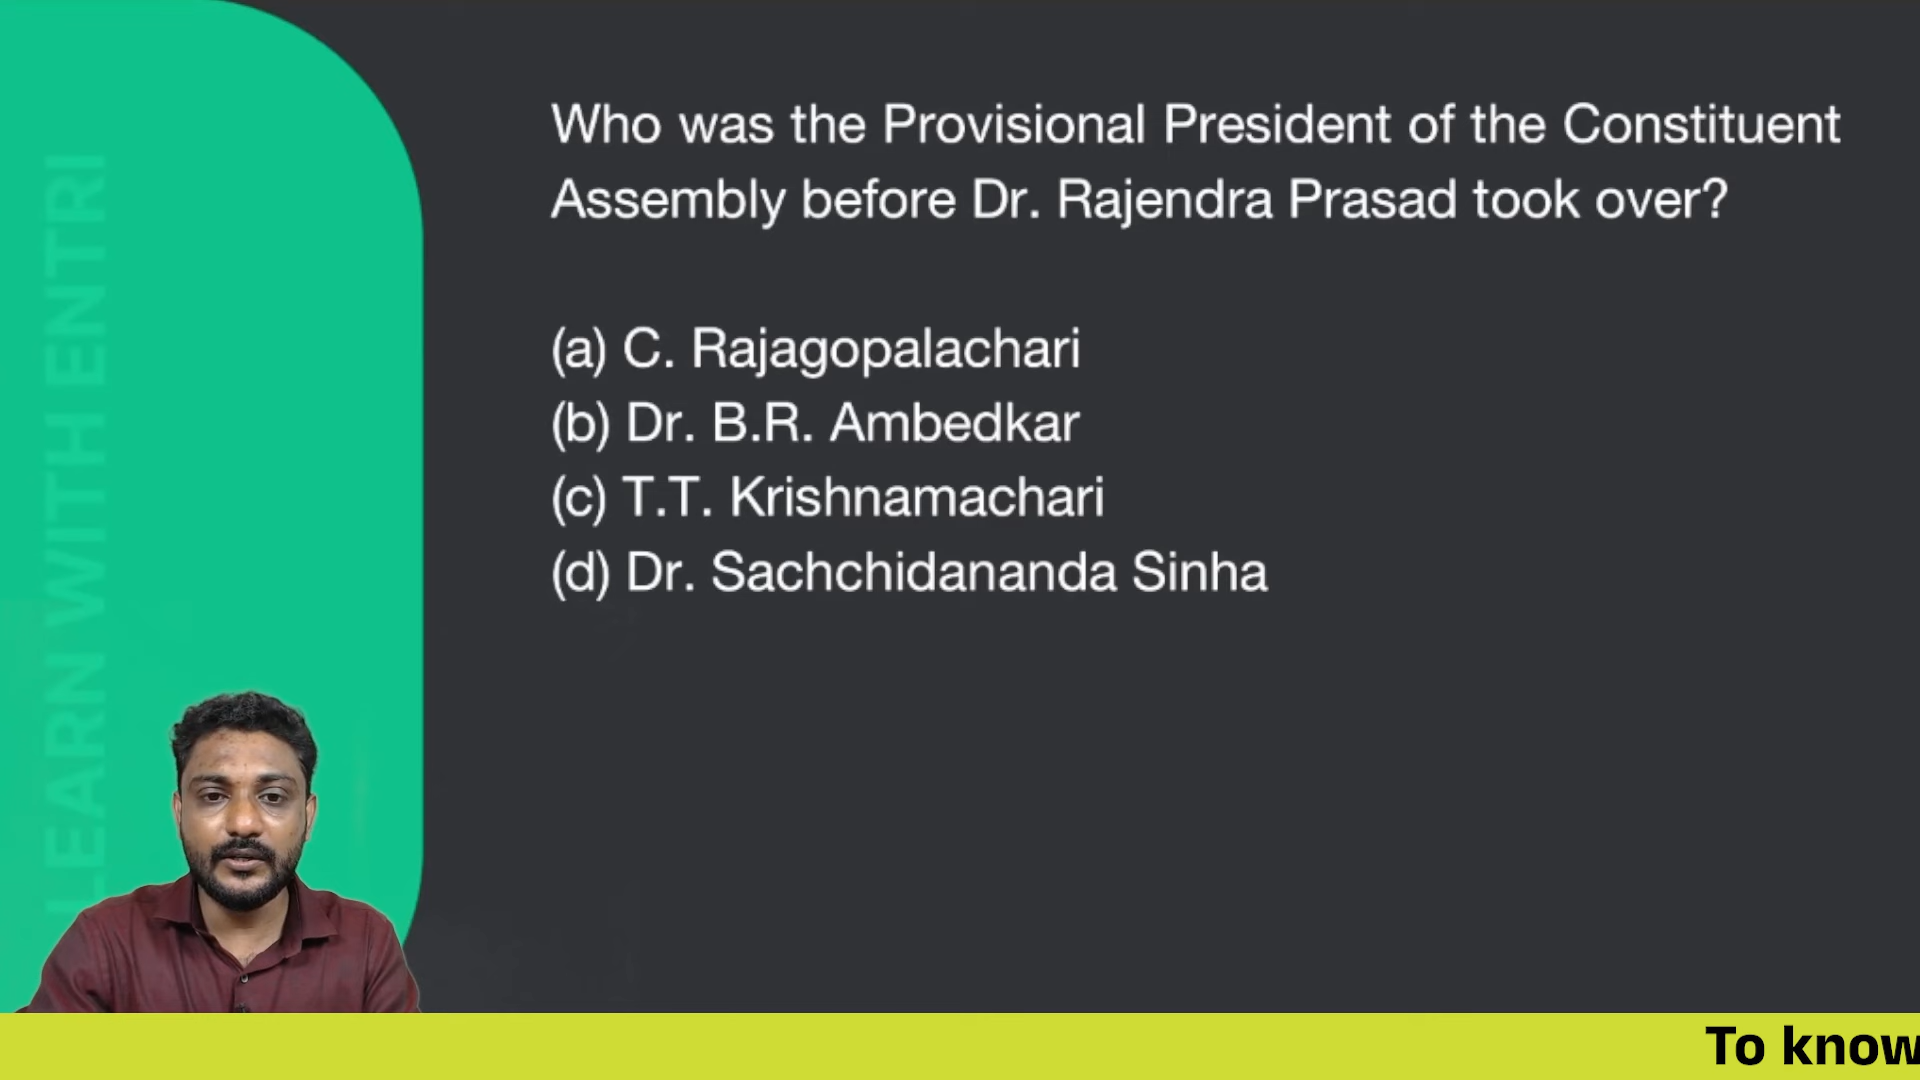 Who was the Provisional President of the Constituent
Assembly before Dr. Rajendra Prasad took over?
(a) C. Rajagopalachari
(b) Dr. B.R. Ambedkar
(c) T.T. Krishnamachari
(d) Dr. Sachchidananda Sinha
LEARN WITH ENTRI
To know